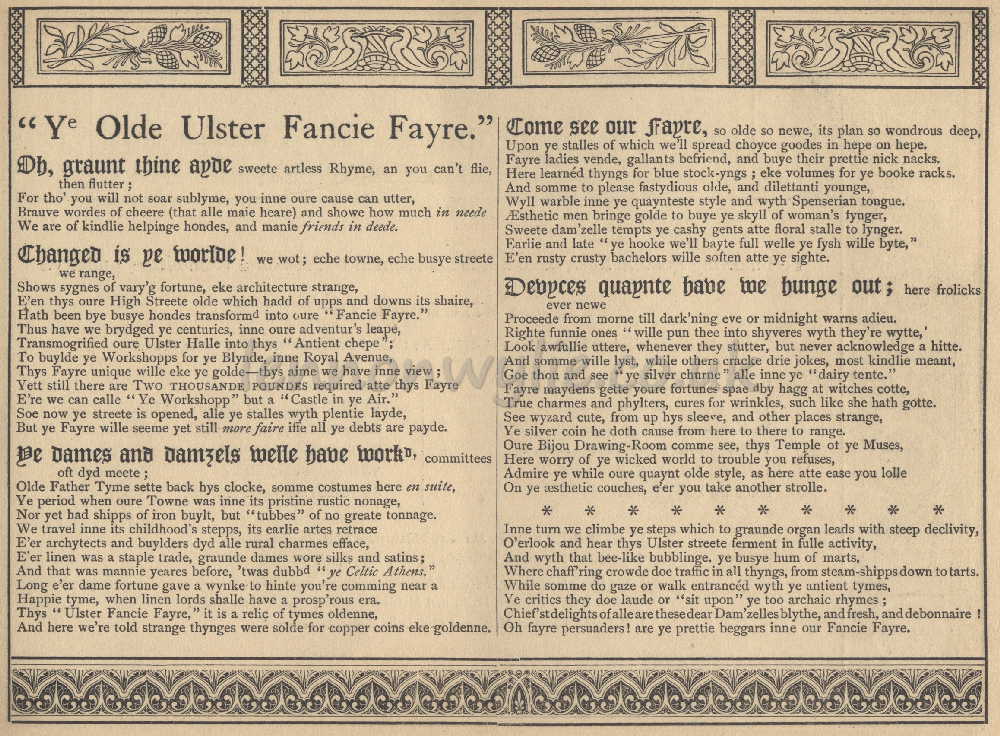 “Ye Olde Ulster Fancie Fayre.”
Oh, graunt thine ayde sweete artless Rhyme, an you can't flie,
then flutter;
For tho' you will not soar sublyme, you inne oure cause can utter,
Brauve wordes of cheere (that alle maie heare) and showe how much in neede
We are of kindlie helpinge hondes, and manie friends in deede.
Changed is ye worlde! we wot; eche towne, eche busye streete
we range,
Shows sygnes of vary'g fortune, eke architecture strange,
E'en thys oure High Streete olde which hadd of upps and downs its shaire,
Hath been bye busye hondes transformd into oure “Fancie Fayre.”
Thus have we brydged ye centuries, inne oure adventur's leape,
Transmogrified oure Ulster Halle into thys “Antient chepe”;
To buylde ye Workshopps for ye Blynde, inne Royal Avenue,
Thys Fayre unique wille eke ye golde—thys aime we have inne view;
Yett still there are TWO THOUSANDE POUNDES required atte thys Fayre
E're we can calle “Ye Workshopp” but a “Castle in ye Air.”
Soe now ye streete is opened, alle ye stalles wyth plentie layde,
But ye Fayre wille seeme yet still more faire iffe all ye debts are payde.
Ye dames and damzels welle have workd, committees
oft dyd meete;
Olde Father Tyme sette back hys clocke, somme costumes here en suite,
Ye period when oure Towne was inne its pristine rustic nonage,
Nor yet had shipps of iron buylt, but “tubbes” of no greate tonnage.
We travel inne its childhood's stepps, its earlie artes retrace
E'er archytects and buylders dyd alle rural charmes efface,
E'er linen was a staple trade, graunde dames wore silks and satins;
And that was mannie yeares before, 'twas dubbd “ye Celtic Athens.”
Long e'er dame fortune gave a wynke to hinte you're comming near a
Happie tyme, when linen lords shalle have a prosp'rous era.
Thys “Ulster Fancie Fayre,” it is a relic of tymes oldenne,
And here we're told strange thynges were solde for copper coins eke goldenne.
Come see our Fayre, so olde so newe, its plan so wondrous deep,
Upon ye stalles of which we'll spread choyce goodes in hepe on hepe.
Fayre ladies vende, gallants befriend, and buye their prettie nick nacks.
Here learnéd thyngs for blue stock-yngs; eke volumes for ye booke racks.
And somme to please fastydious olde, and dilettanti younge,
Wyll warble inne ye quaynteste style and wyth Spenserian tongue.
Æsthetic men bringe golde to buye ye skyll of woman's fynger,
Sweete dam'zelle tempts ye cashy gents atte floral stalle to lynger.
Earlie and late “ye hooke we'll bayte full welle ye fysh wille byte,”
E'en rusty crusty bachelors wille soften atte ye sighte.
Devyces quaynte have we hunge out; here frolicks
ever newe
Proceede from morne till dark'ning eve or midnight warns adieu.
Righte funnie ones “wille pun thee into shyveres wyth they're wytte,'
Look awfullie utters, whenever they stutter, but never acknowledge a hitte.
And somme wille lyst, while others cracke drie jokes, most kindlie meant,
Goe thou and see “ye silver churne” alle inne ye “dairy tente.”
Fayre maydens gette your fortunes spae dby hagg at witches cotte,
True charmes and phylters, cures for wrinkles, such like she hath gotte.
See wyzard cute, from up hys sleeve, and other places strange,
Ye silver coin he doth cause from here to there to range.
Oure Bijou Drawing-Room comme see, thys Temple of ye Muses,
Here worry of ye wicked world to trouble you refuses,
Admire ye while oure quaynt olde style, as here atte ease you lolle
On ye æsthetic couches, e'er you take another strolle.
* * * * * * * * * *
Inne turn we climbe ye steps which to graunde organ leads with steep declivity,
O'erlook and hear thys Ulster streete ferment in fulle activity,
And wyth that bee-like bubblinge. ye busye hum of marts,
Where chaff'ring crowde doe traffic in all thyngs, from steam-shipps down to tarts.
While somme do gaze or walk entrancéd wyth ye antient tymes,
Ye critics they doe laude or “sit upon” ye too archaic rhymes;
Chief'st delights of alle are these dear Dam'zelles blythe, and fresh, and debonnaire!
Oh fayre persuaders! are ye prettie beggars inne our Fancie Fayre.